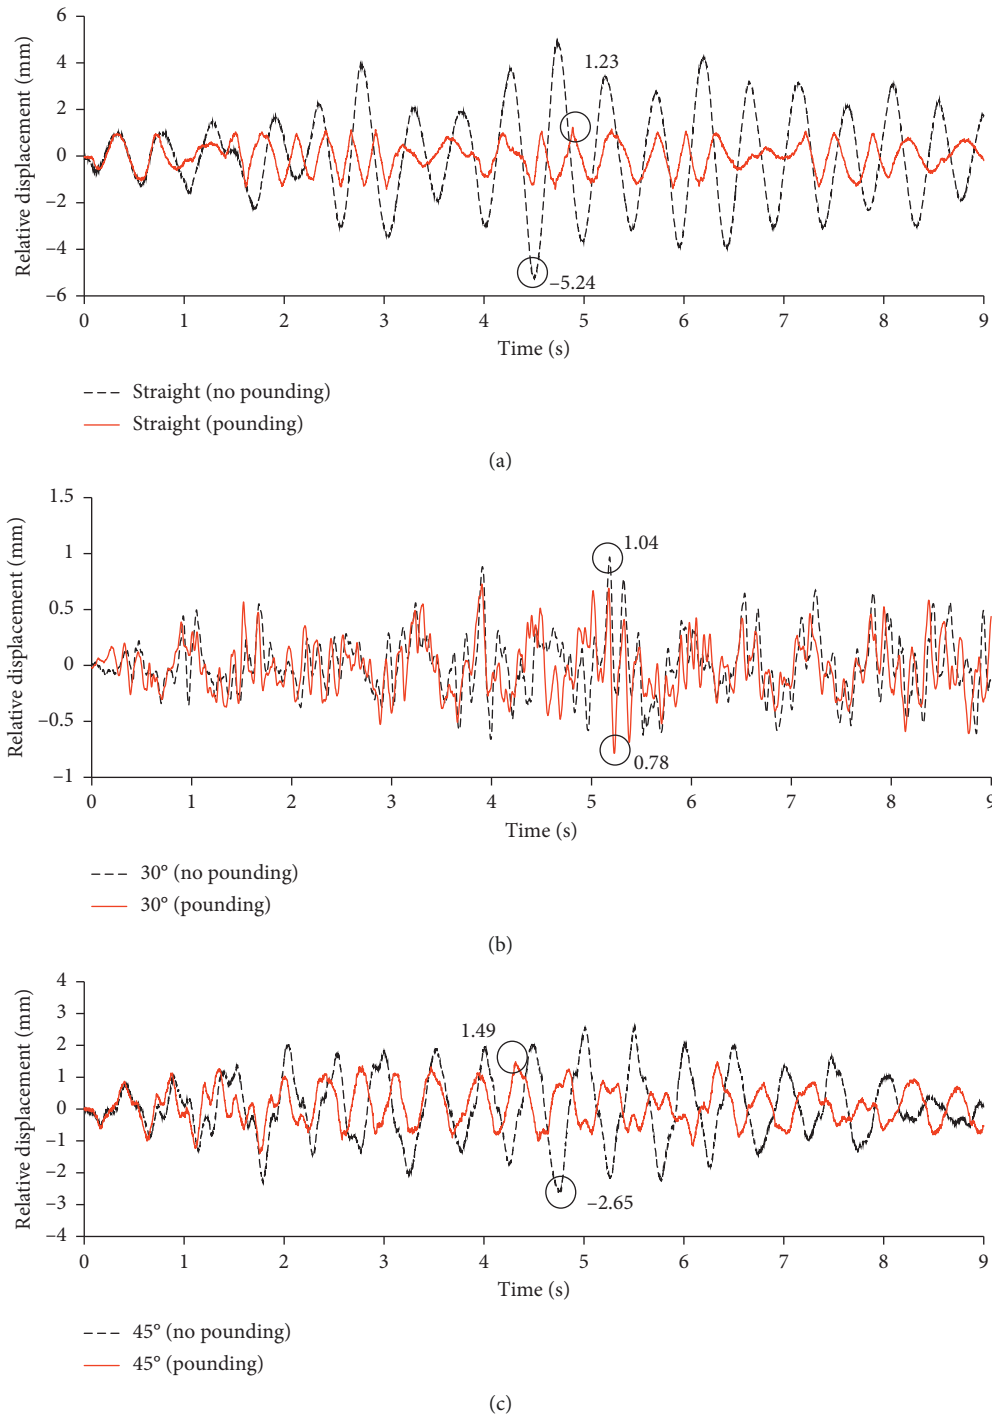 Relative displacement (mm)
6
4
2
0
−2
−4
−6
1.23
−5.24
0 1 2 3 4 5 6 7 8 9
Time (s)
Straight (no pounding)
Straight (pounding)
(a)
Relative displacement (mm)
1.5
1
0.5
0
−0.5
−1
1.04
0.78
0 1 2 3 4 5 6 7 8 9
Time (s)
30° (no pounding)
30° (pounding)
(b)
Relative displacement (mm)
4
3
2
1
0
−1
−2
−3
−4
1.49
−2.65
0 1 2 3 4 5 6 7 8 9
Time (s)
45° (no pounding)
45° (pounding)
(c)